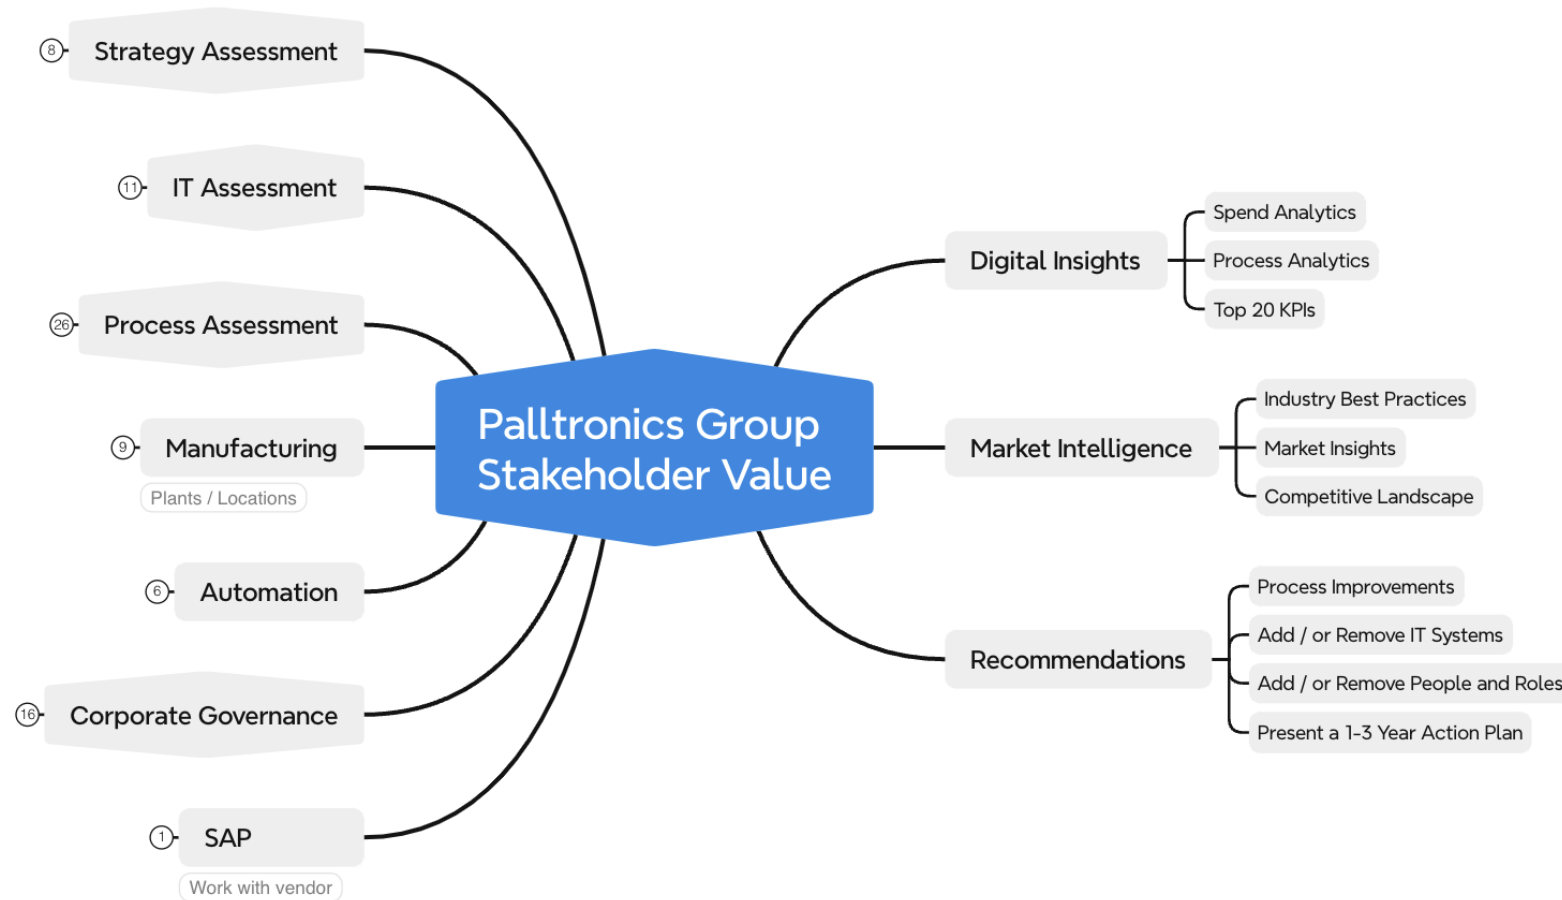 8
Strategy Assessment
11
IT Assessment
26
Process Assessment
9
Manufacturing
Plants / Locations
6
Automation
16
Corporate Governance
1
SAP
Work with vendor
Palltronics Group
Stakeholder Value
Digital Insights
Spend Analytics
Process Analytics
Top 20 KPIs
Market Intelligence
Industry Best Practices
Market Insights
Competitive Landscape
Recommendations
Process Improvements
Add / or Remove IT Systems
Add / or Remove People and Roles
Present a 1-3 Year Action Plan